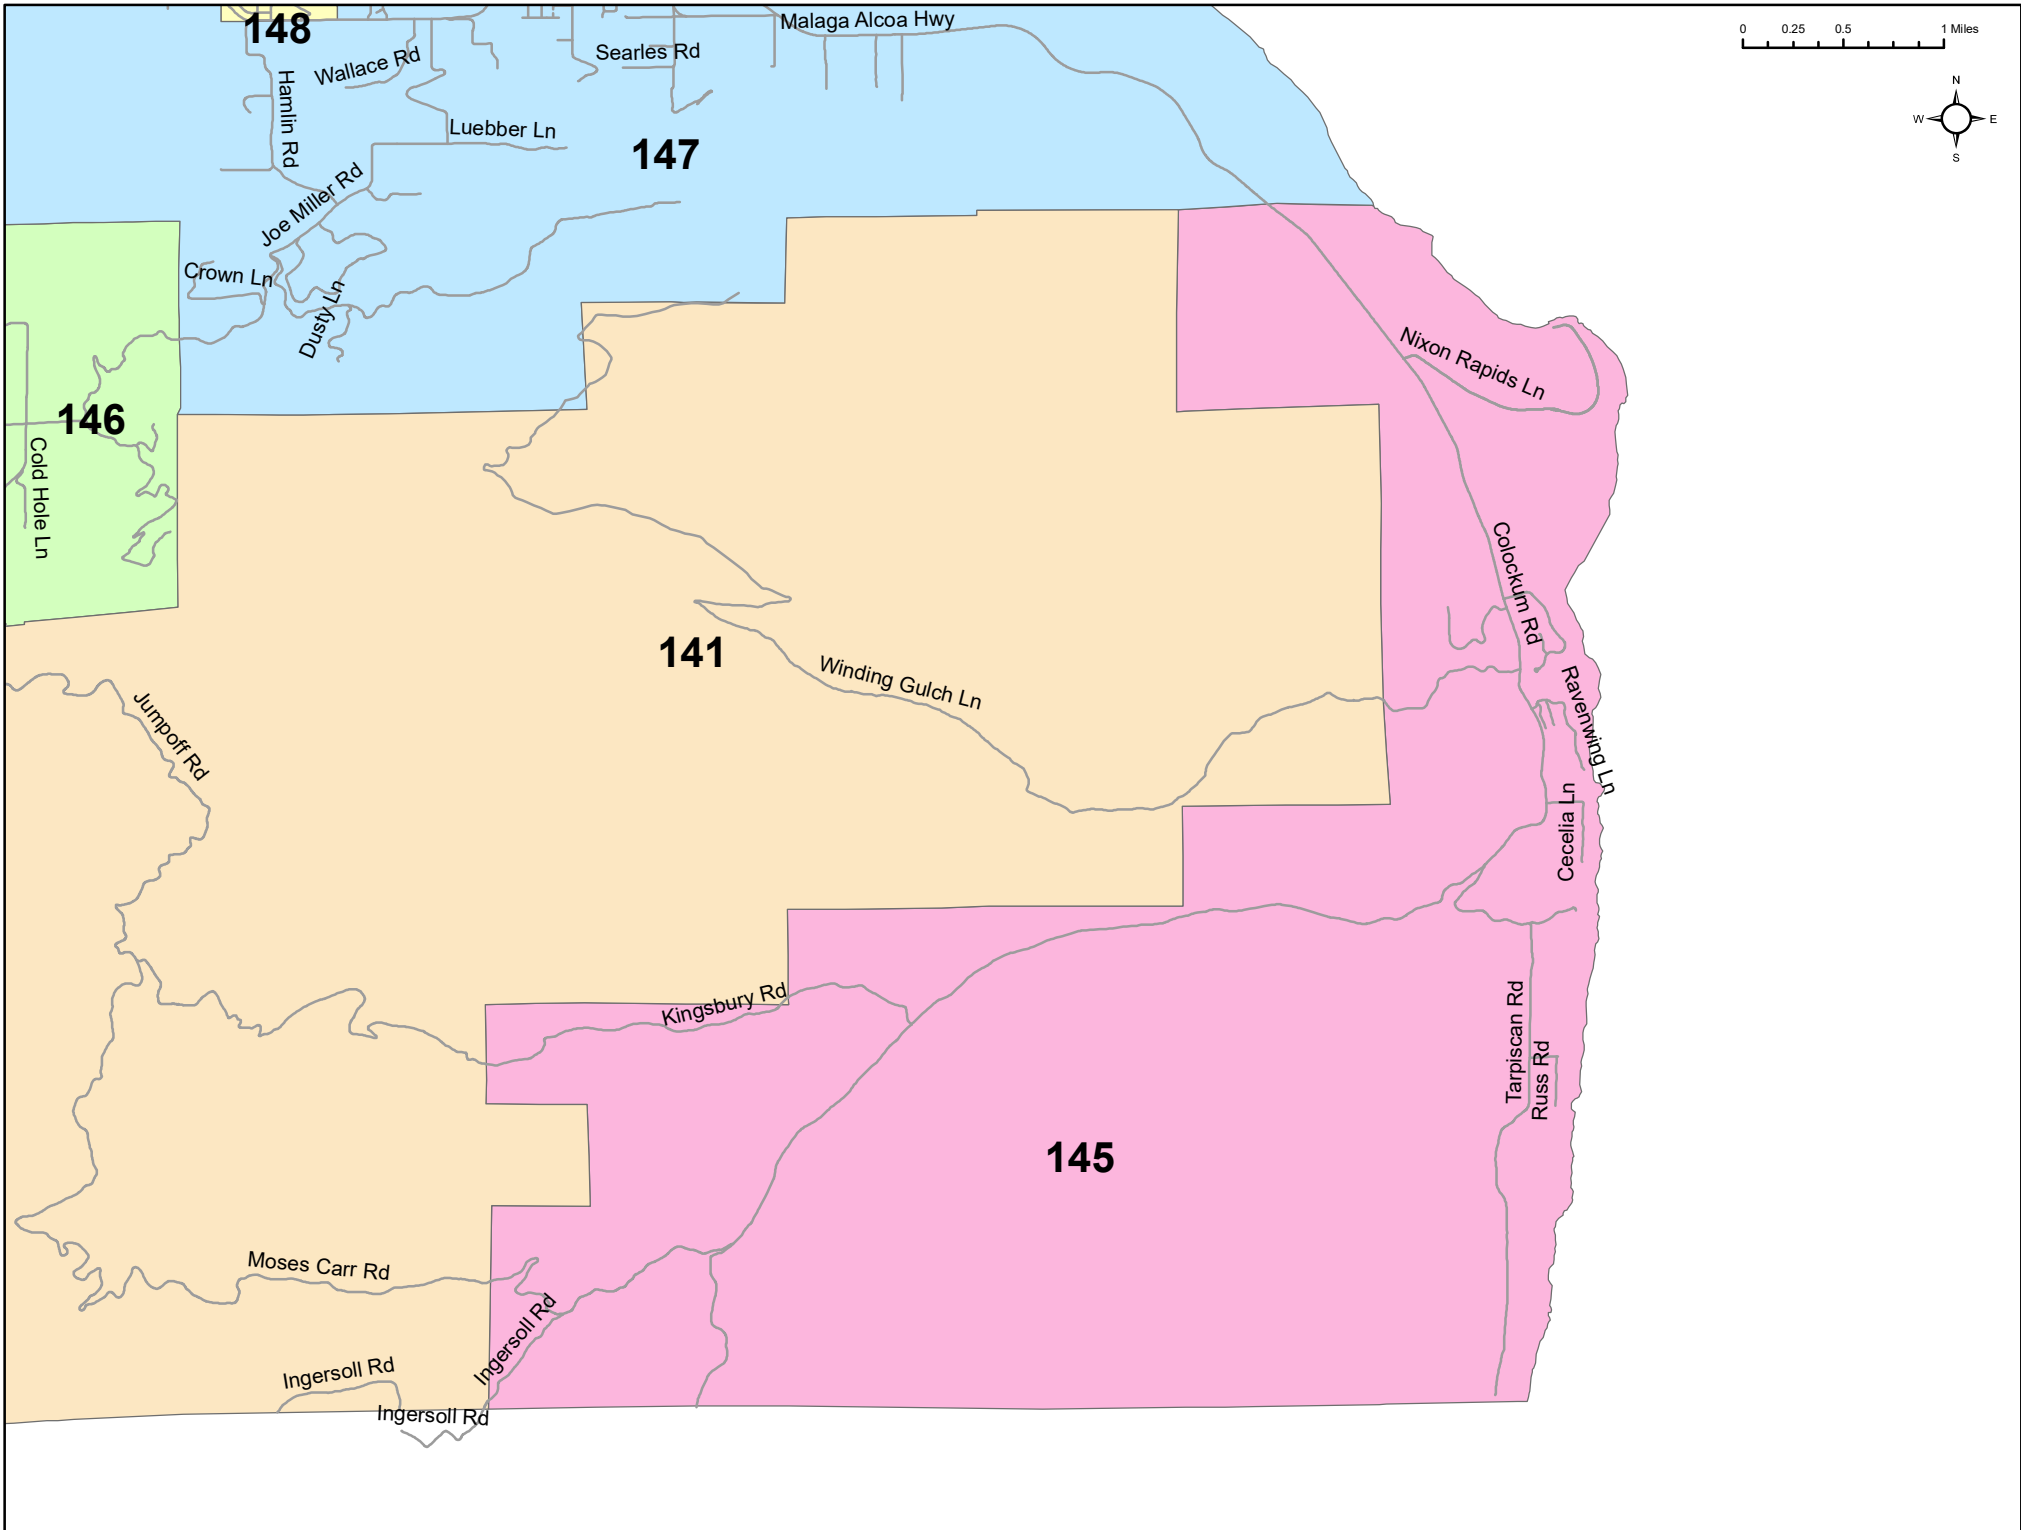 148
Malaga Alcoa Hwy
0 0.25 0.5 1 Miles
Wallace Rd
Searles Rd
N
W E
S
Hamlin Rd
Luebber Ln
147
Joe Miller Rd
Crown Ln
Dusty Ln
Nixon Rapids Ln
146
Cold Hole Ln
Colockum Rd
141
Winding Gulch Ln
Jumpoff Rd
Ravenwing Ln
Cecelia Ln
Kingsbury Rd
Tarpiscan Rd
Russ Rd
145
Moses Carr Rd
Ingersoll Rd
Ingersoll Rd
Ingersoll Rd